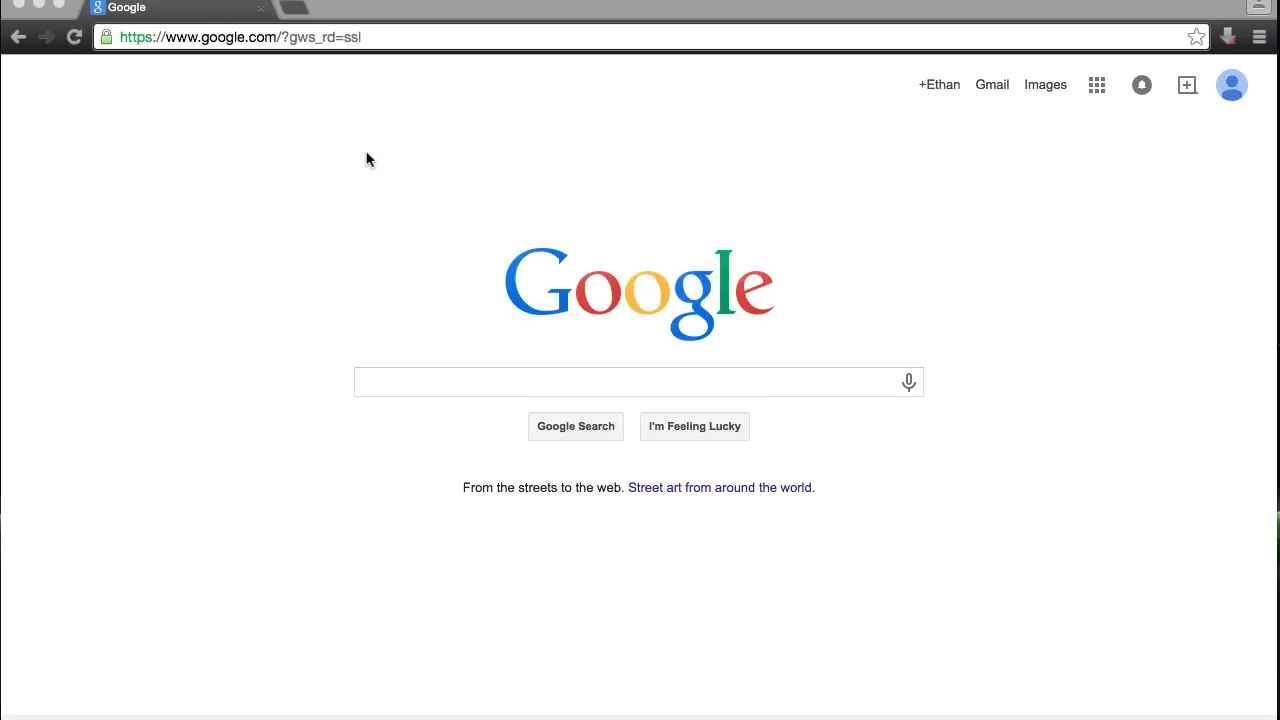 Google
https://www.google.com/?gws_rd=ssl
+Ethan Gmail Images
Google
Google Search I'm Feeling Lucky
From the streets to the web. Street art from around the world.